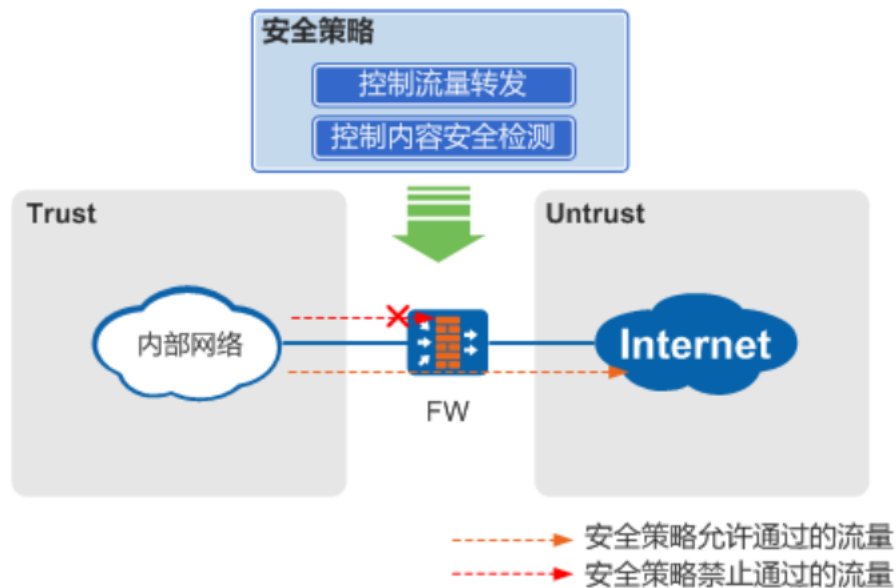 安全策略
控制流量转发
控制内容安全检测
Trust
Untrust
内部网络
Internet
FW
安全策略允许通过的流量
安全策略禁止通过的流量